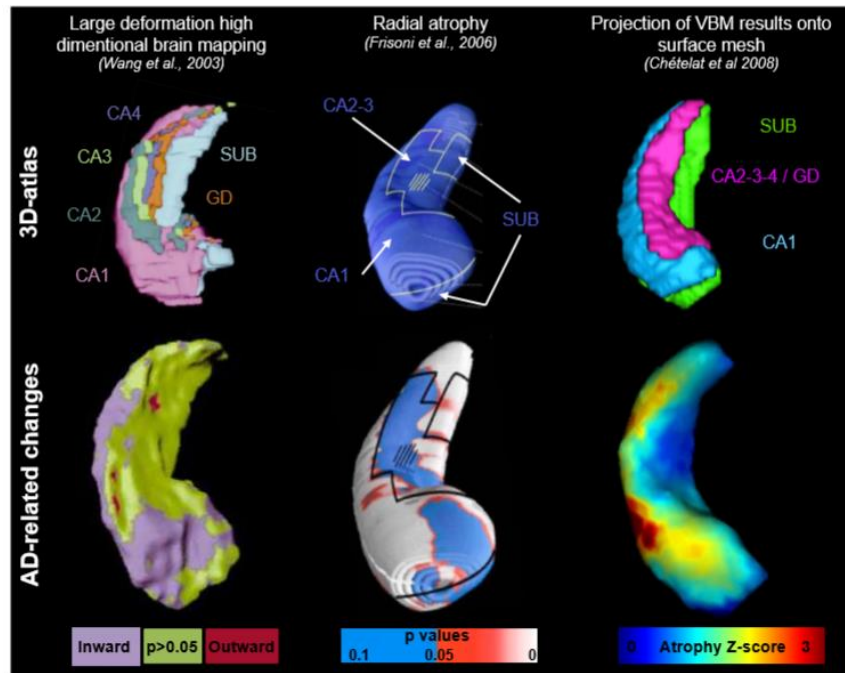 Large deformation high
dimentional brain mapping
(Wang et al., 2003)
Radial atrophy
(Frisoni et al., 2006)
Projection of VBM results onto
surface mesh
(Chételat et al 2008)
3D-atlas
CA4
CA3
SUB
GD
CA2
CA1
CA2-3
SUB
CA1
SUB
CA2-3-4 / GD
CA1
AD-related changes
Inward
p>0.05
Outward
p values
0.1
0.05
0
0
Atrophy Z-score
3